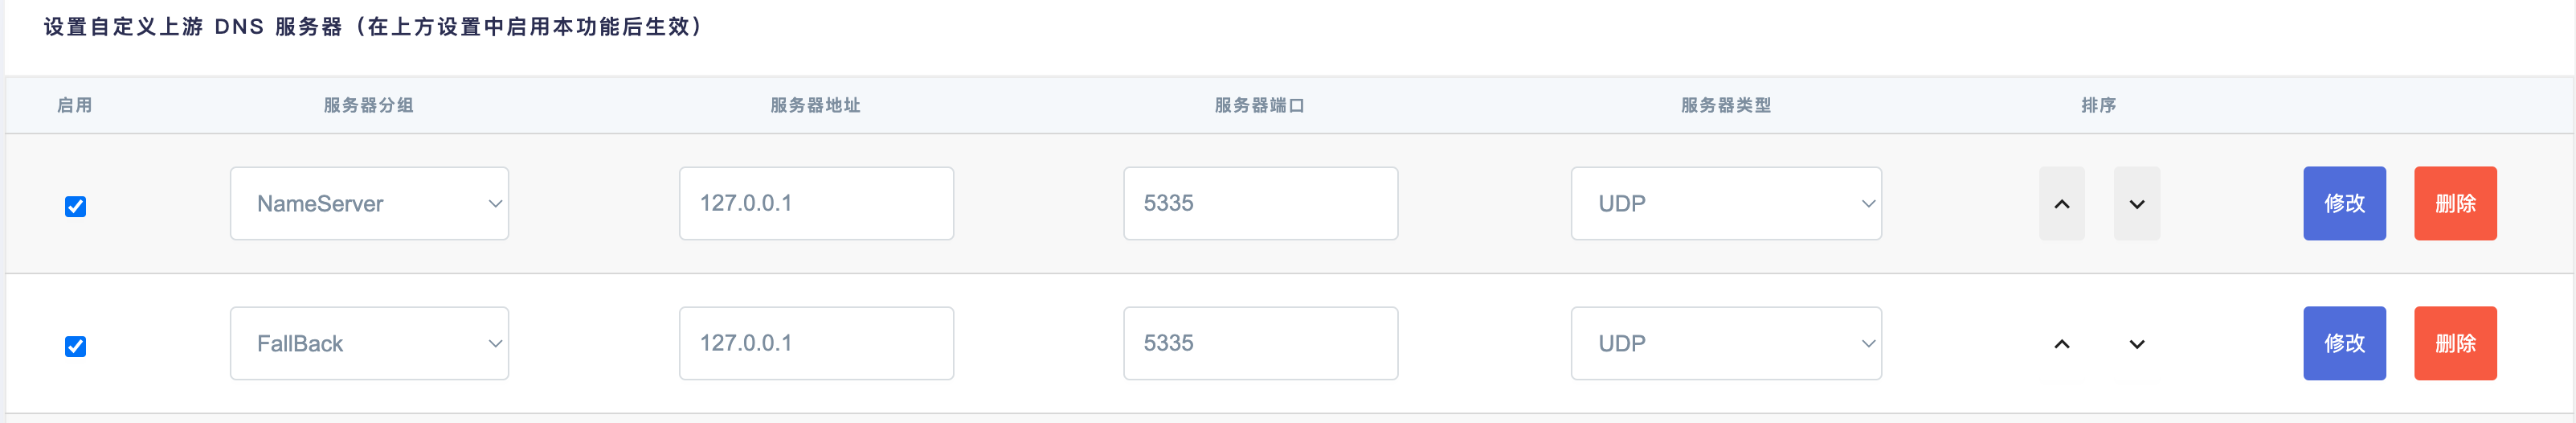 设置自定义上游 DNS 服务器（在上方设置中启用本功能后生效）
启用 服务器分组 服务器地址 服务器端口 服务器类型 排序
NameServer 127.0.0.1 5335 UDP 修改 删除
FallBack 127.0.0.1 5335 UDP 修改 删除